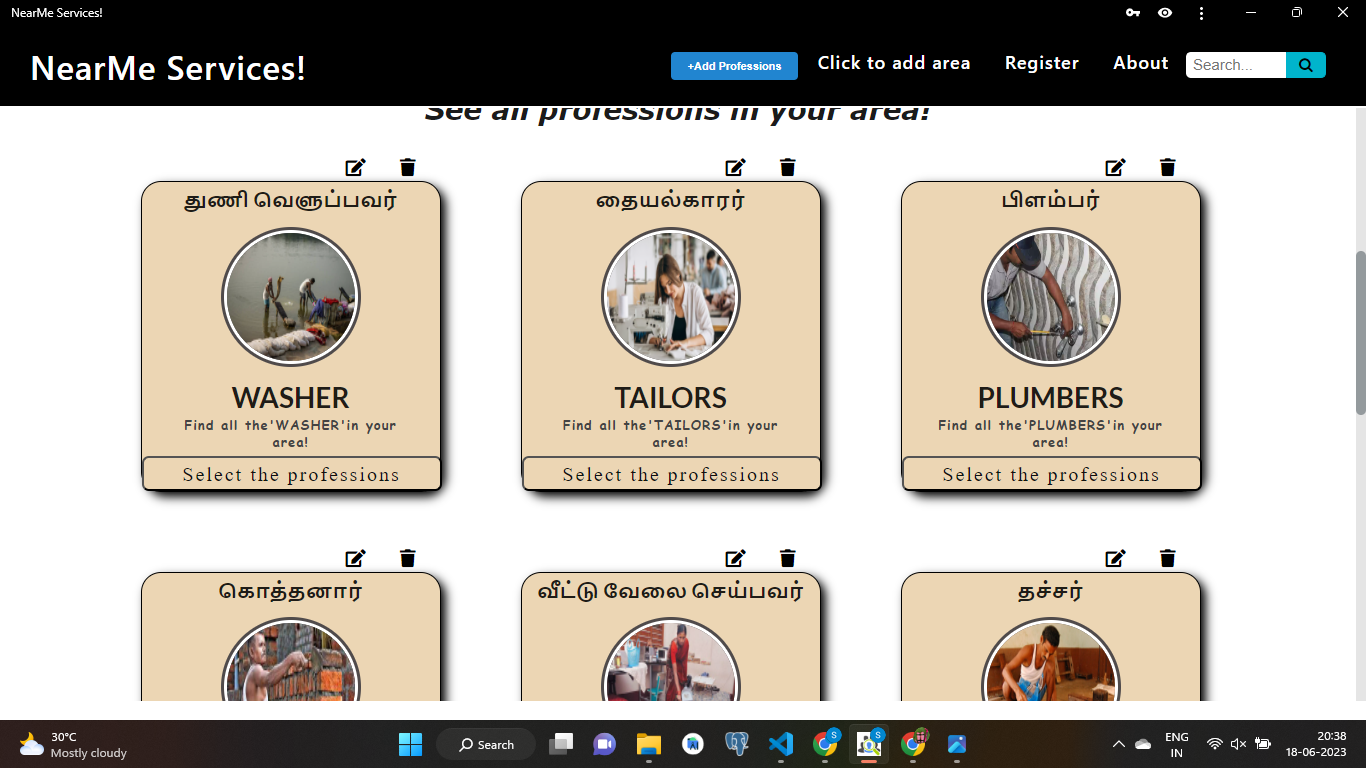 NearMe Services!
NearMe Services!
+Add Professions
Click to add area
Register
About
Search...
See all professions in your area!
துணி வெளுப்பவர்
தையல்காரர்
பிளம்பர்
WASHER
TAILORS
PLUMBERS
Find all the'WASHER'in your
area!
Find all the'TAILORS'in your
area!
Find all the'PLUMBERS'in your
area!
Select the professions
Select the professions
Select the professions
கொத்தனார்
வீட்டு வேலை செய்பவர்
தச்சர்
30°C
Mostly cloudy
Search
S
S
ENG
IN
20:38
18-06-2023